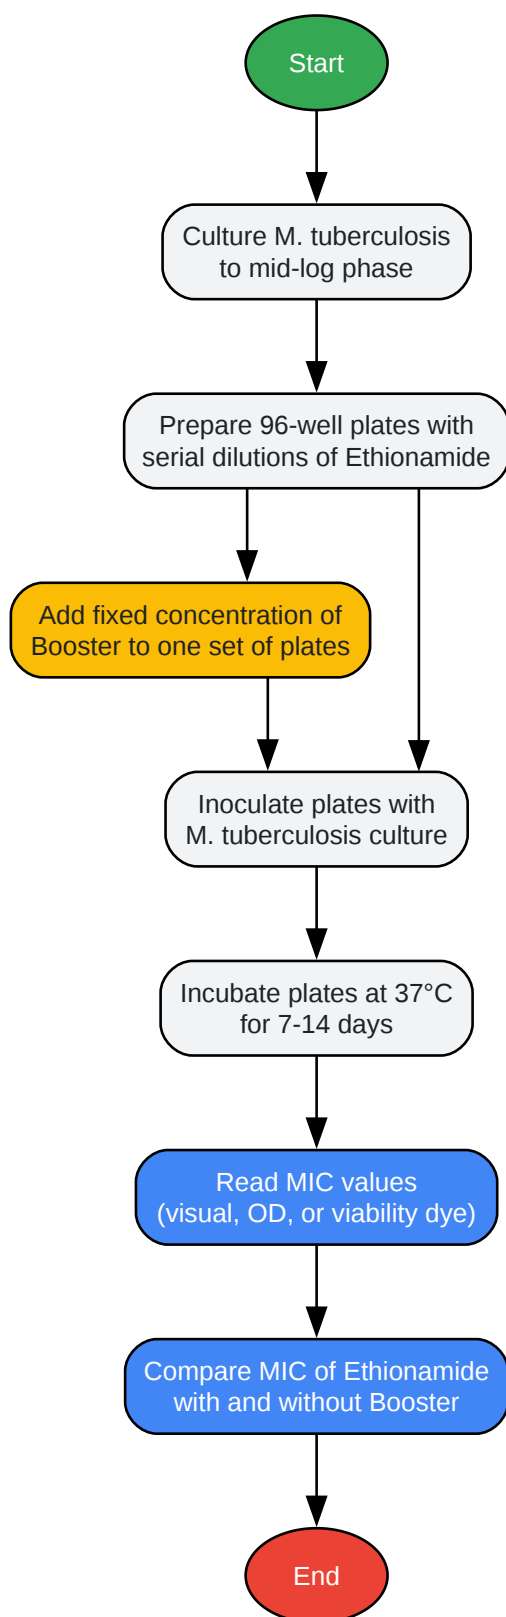 Start
Culture M. tuberculosis
to mid-log phase
Prepare 96-well plates with
serial dilutions of Ethionamide
Add fixed concentration of
Booster to one set of plates
Inoculate plates with
M. tuberculosis culture
Incubate plates at 37°C
for 7-14 days
Read MIC values
(visual, OD, or viability dye)
Compare MIC of Ethionamide
with and without Booster
End